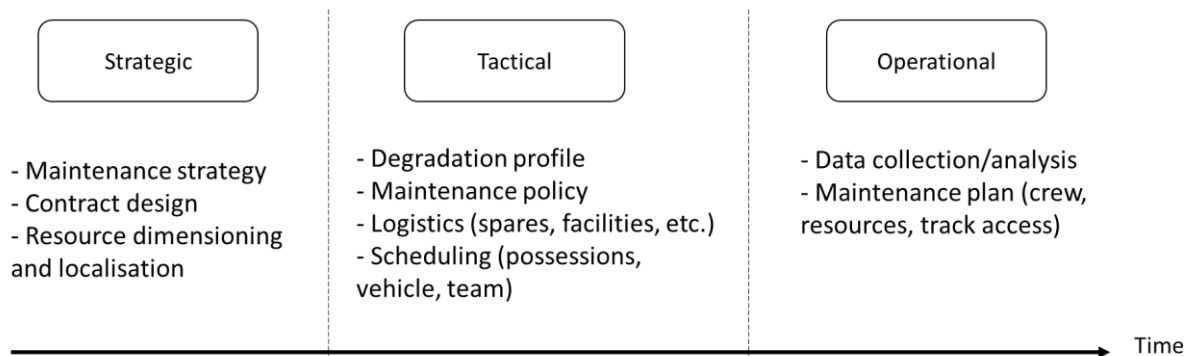 Strategic
Tactical
Operational
- Maintenance strategy
- Contract design
- Resource dimensioning
and localisation
- Degradation profile
- Maintenance policy
- Logistics (spares, facilities, etc.)
- Scheduling (possessions,
vehicle, team)
- Data collection/analysis
- Maintenance plan (crew,
resources, track access)
Time